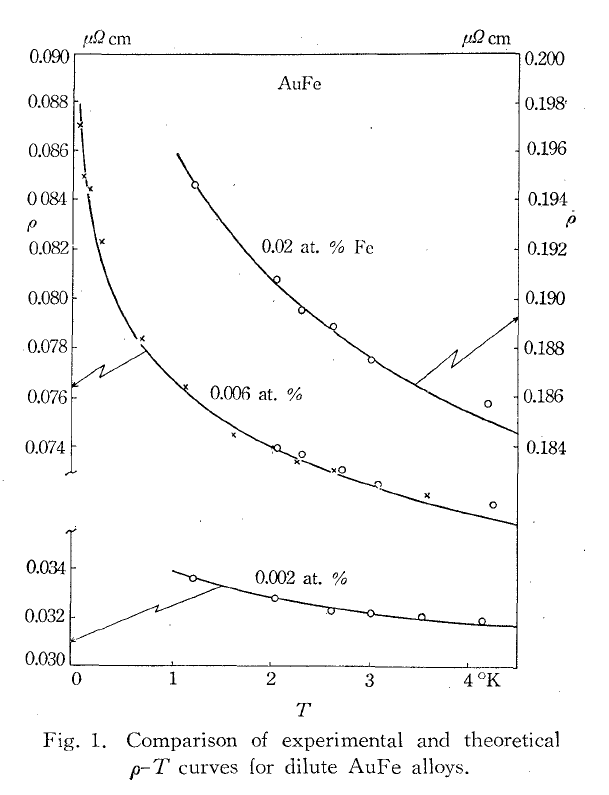 μΩ cm
μΩ cm
0.090
0.200
AuFe
0.088
0.198
0.086
0.196
0 084
0.194
ρ
ρ
0.02 at. % Fe
0.082
0.192
0.080
0.190
0.078
0.188
0.076
0.006 at. %
0.186
0.074
0.184
0.034
0.002 at. %
0.032
0.030
0 1 2 3 4 °K
T
Fig. 1. Comparison of experimental and theoretical
ρ-T curves for dilute AuFe alloys.